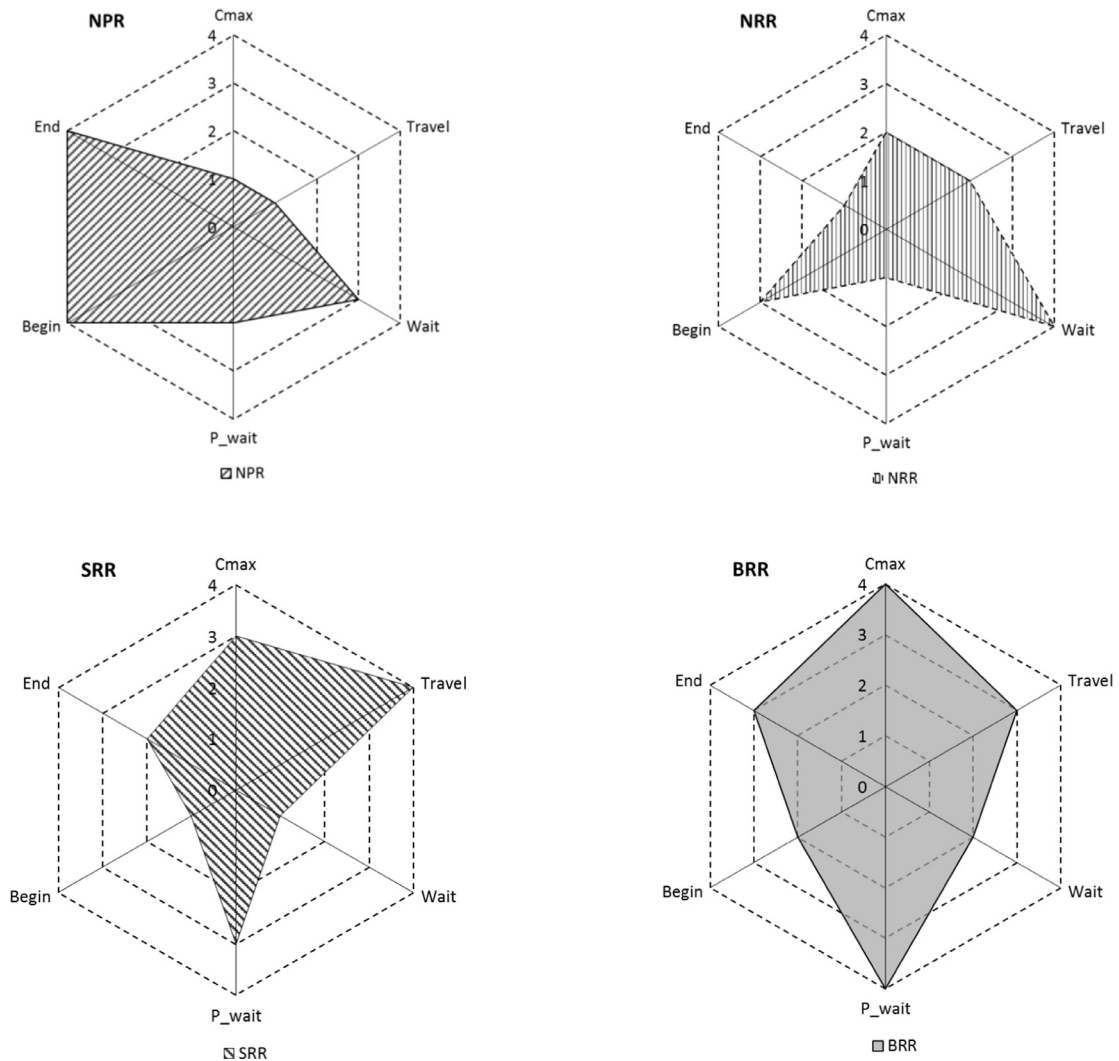 NPR
Cmax
4
3
2
1
0
Travel
Wait
P_wait
Begin
End
NPR
NRR
Cmax
4
3
2
1
0
Travel
Wait
P_wait
Begin
End
NRR
SRR
Cmax
4
3
2
1
0
Travel
Wait
P_wait
Begin
End
SRR
BRR
Cmax
4
3
2
1
0
Travel
Wait
P_wait
Begin
End
BRR